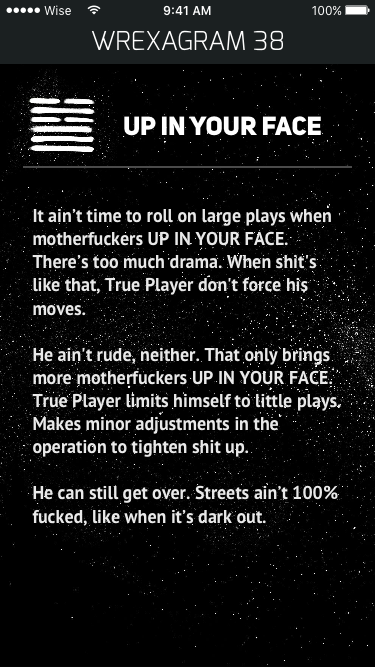 Wise 9:41 AM 100%
WREXAGRAM 38
UP IN YOUR FACE
It ain't time to roll on large plays when
motherfuckers UP IN YOUR FACE.
There's too much drama. When shit's
like that, True Player don't force his
moves.
He ain't rude, neither. That only brings
more motherfuckers UP IN YOUR FACE.
True Player limits himself to little plays.
Makes minor adjustments in the
operation to tighten shit up.
He can still get over. Streets ain't 100%
fucked, like when it's dark out.